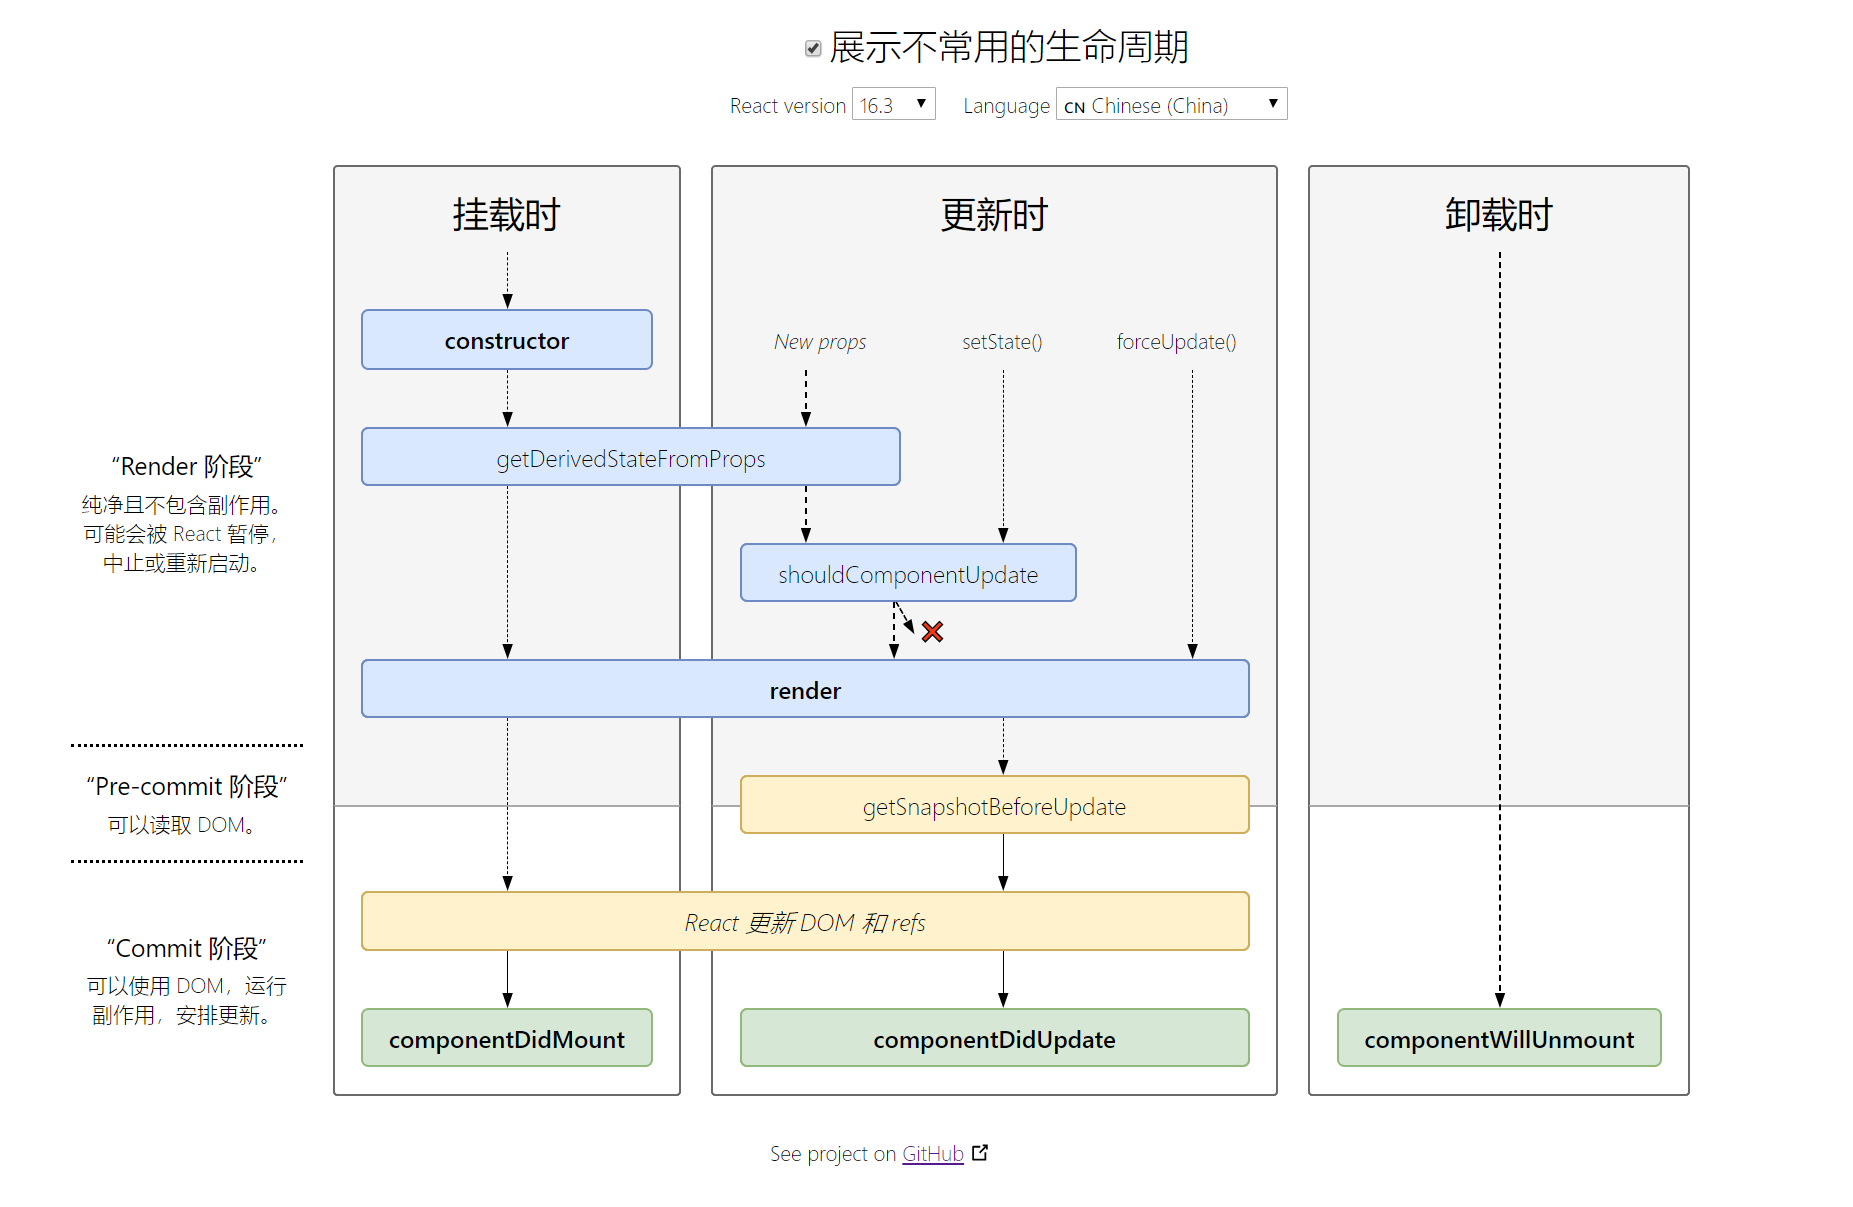 展示不常用的生命周期
React version 16.3 Language CN Chinese (China)
挂载时
更新时
卸载时
constructor
New props
setState()
forceUpdate()
getDerivedStateFromProps
“Render 阶段”
纯净且不包含副作用。
可能会被 React 暂停，
中止或重新启动。
shouldComponentUpdate
render
“Pre-commit 阶段”
可以读取 DOM。
getSnapshotBeforeUpdate
React 更新 DOM 和 refs
“Commit 阶段”
可以使用 DOM，运行
副作用，安排更新。
componentDidMount
componentDidUpdate
componentWillUnmount
See project on GitHub